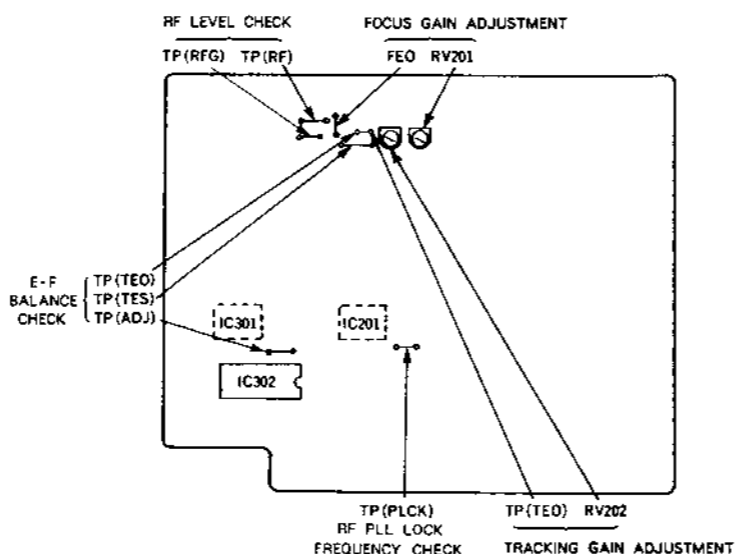 RF LEVEL CHECK
TP(RFG) TP(RF)
FOCUS GAIN ADJUSTMENT
FEO RV201
E-F
BALANCE
CHECK
TP(TEO)
TP(TES)
TP(ADJ)
IC301
IC201
IC302
TP(PLCK)
RF PLL LOCK
FREQUENCY CHECK
TP(TEO) RV202
TRACKING GAIN ADJUSTMENT